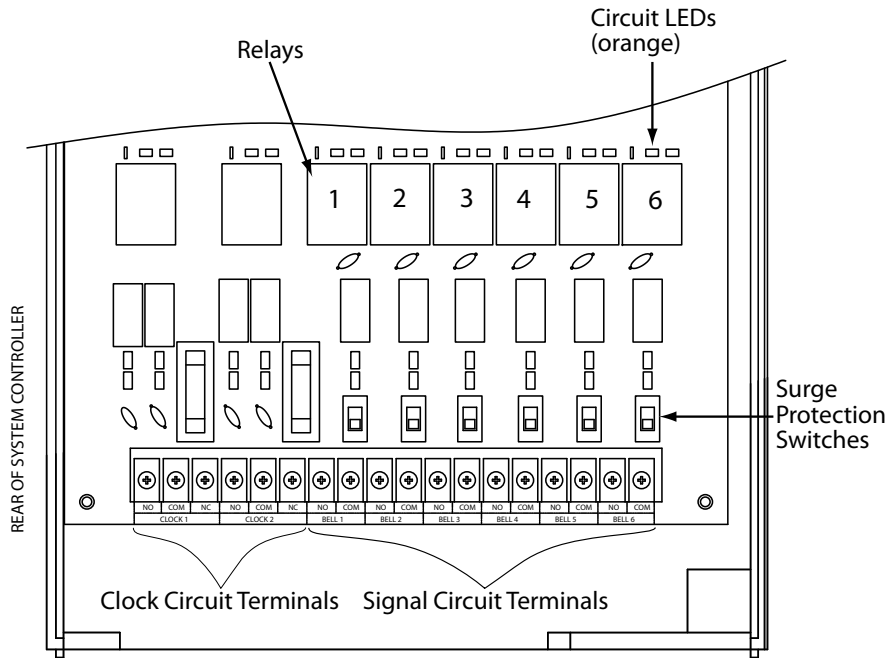 Circuit LEDs
(orange)
Relays
1 2 3 4 5 6
REAR OF SYSTEM CONTROLLER
Surge
Protection
Switches
NO COM NC NO COM NC NO COM NO COM NO COM NO COM NO COM NO COM
CLOCK 1 CLOCK 2 BELL 1 BELL 2 BELL 3 BELL 4 BELL 5 BELL 6
Clock Circuit Terminals Signal Circuit Terminals